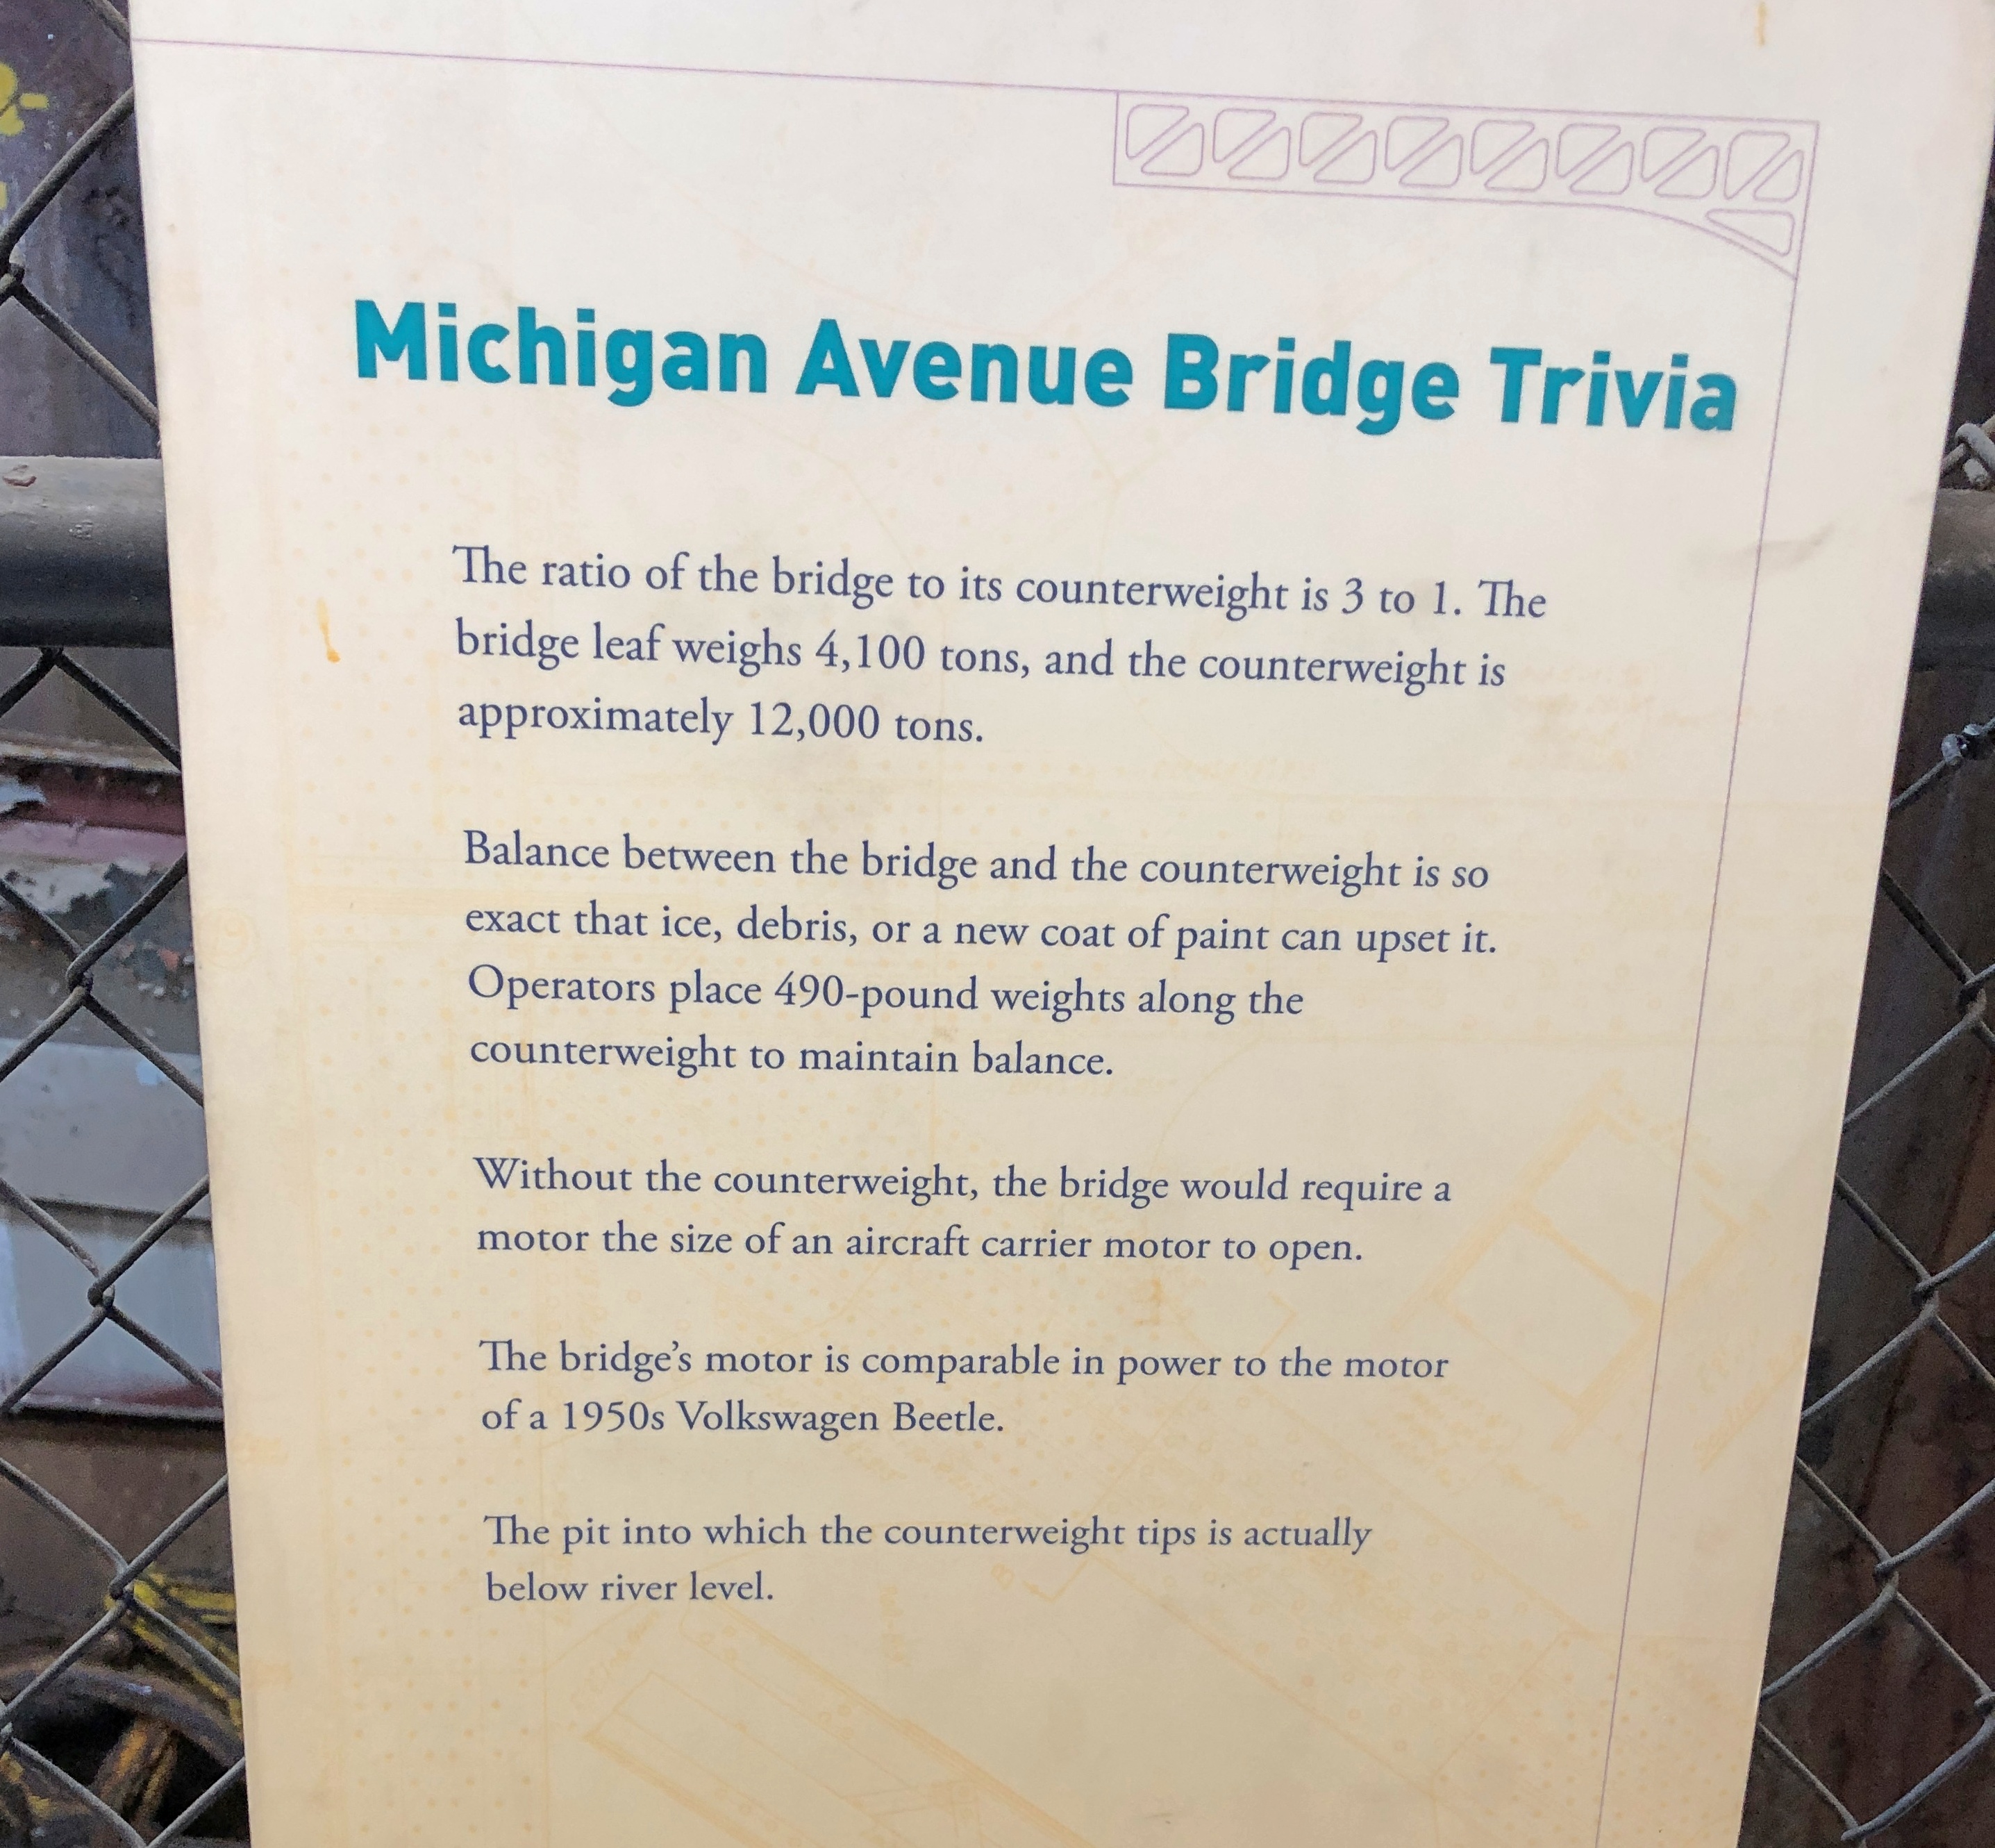 Michigan Avenue Bridge Trivia
The ratio of the bridge to its counterweight is 3 to 1. The
bridge leaf weighs 4,100 tons, and the counterweight is
approximately 12,000 tons.
Balance between the bridge and the counterweight is so
exact that ice, debris, or a new coat of paint can upset it.
Operators place 490-pound weights along the
counterweight to maintain balance.
Without the counterweight, the bridge would require a
motor the size of an aircraft carrier motor to open.
The bridge’s motor is comparable in power to the motor
of a 1950s Volkswagen Beetle.
The pit into which the counterweight tips is actually
below river level.